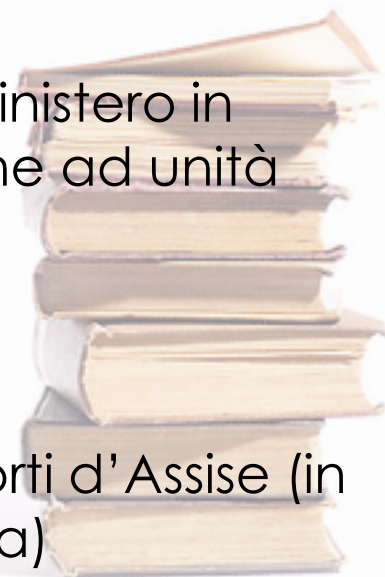 inistero in
ne ad unità
orti d'Assise (in
a)